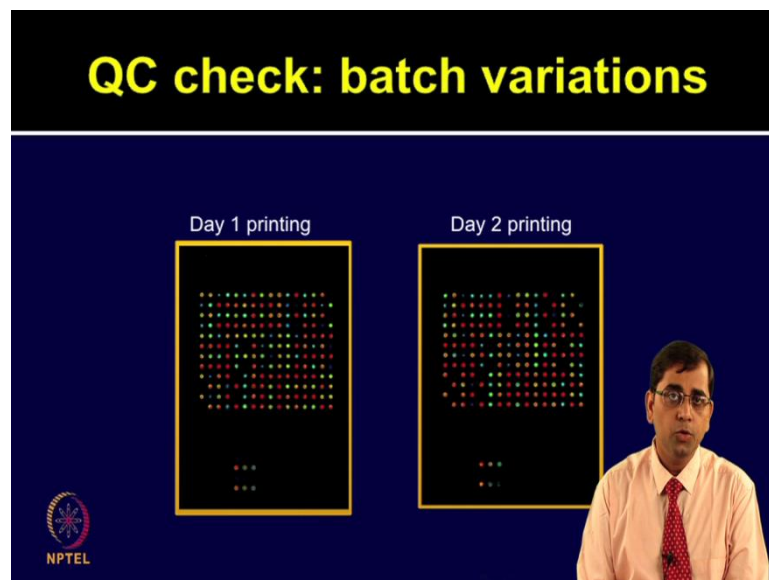 QC check: batch variations
Day 1 printing
Day 2 printing
NPTEL